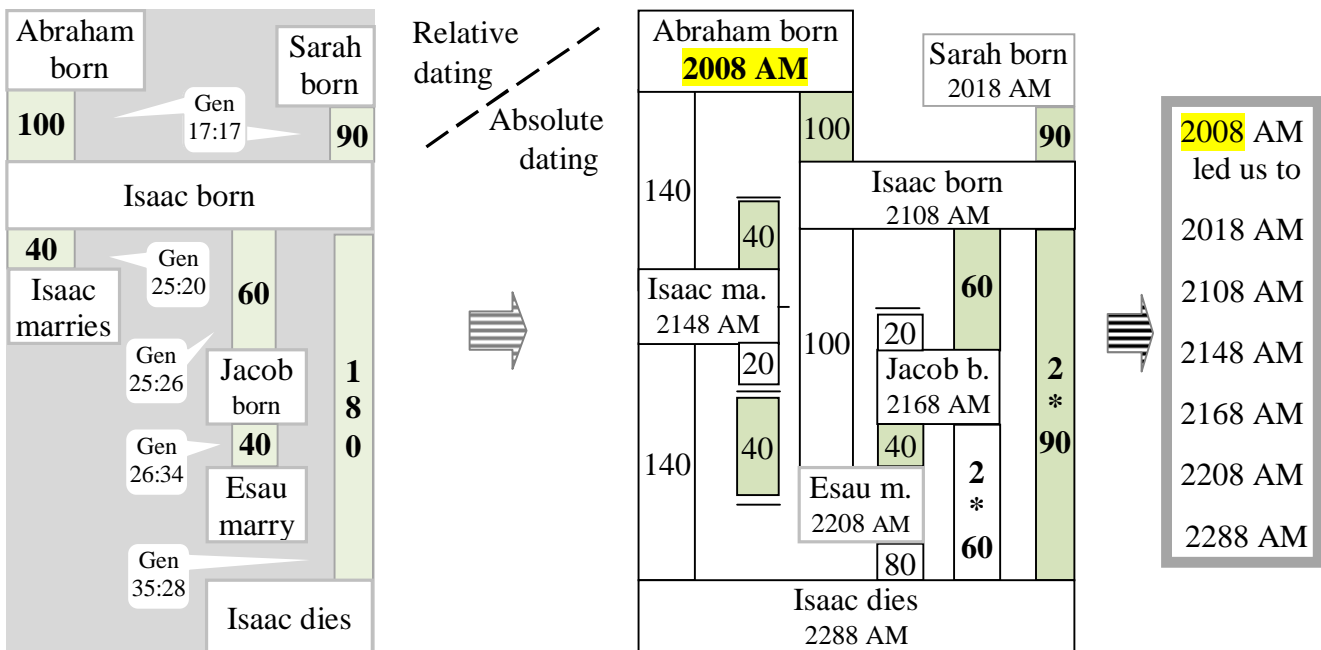 Abraham
born
Sarah
born
100
Gen
17:17
90
Isaac born
40
Gen
25:20
Isaac
marries
60
Gen
25:26
Jacob
born
1
8
0
Gen
26:34
40
Esau
marry
Gen
35:28
Isaac dies
Relative
dating
Absolute
dating
Abraham born
2008 AM
Sarah born
2018 AM
100
90
140
Isaac born
2108 AM
40
Isaac ma.
2148 AM
60
20
20
100
Jacob b.
2168 AM
2
*
90
40
140
40
Esau m.
2208 AM
2
*
60
80
Isaac dies
2288 AM
2008 AM
led us to
2018 AM
2108 AM
2148 AM
2168 AM
2208 AM
2288 AM